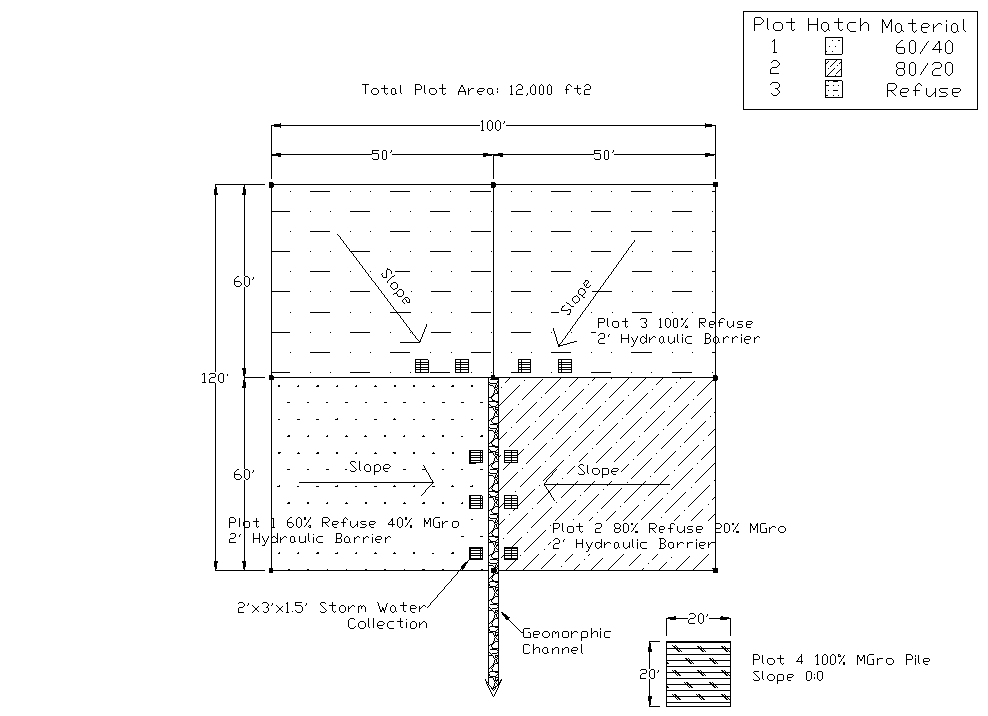 Plot Hatch Material
1 60/40
2 80/20
3 Refuse
Total Plot Area: 12,000 ft2
100'
50' 50'
Slope Slope
60'
Plot 3 100% Refuse
2' Hydraulic Barrier
120'
Slope Slope
60'
Plot 1 60% Refuse 40% MGro
2' Hydraulic Barrier
Plot 2 80% Refuse 20% MGro
2' Hydraulic Barrier
2'x3'x1.5' Storm Water
Collection
Geomorphic
Channel
20'
20'
Plot 4 100% MGro Pile
Slope 0:0